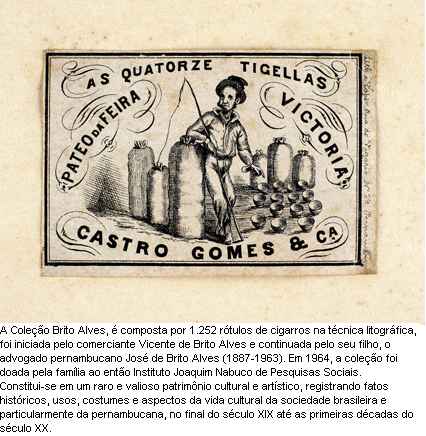 AS QUATORZE TIGELLAS
PATEO DA FEIRA
VICTORIA
CASTRO GOMES & CA
A Coleção Brito Alves, é composta por 1.252 rótulos de cigarros na técnica litográfica,
foi iniciada pelo comerciante Vicente de Brito Alves e continuada pelo seu filho, o
advogado pernambucano José de Brito Alves (1887-1963). Em 1964, a coleção foi
doada pela família ao então Instituto Joaquim Nabuco de Pesquisas Sociais.
Constitui-se em um raro e valioso patrimônio cultural e artístico, registrando fatos
históricos, usos, costumes e aspectos da vida cultural da sociedade brasileira e
particularmente da pernambucana, no final do século XIX até as primeiras décadas do
século XX.